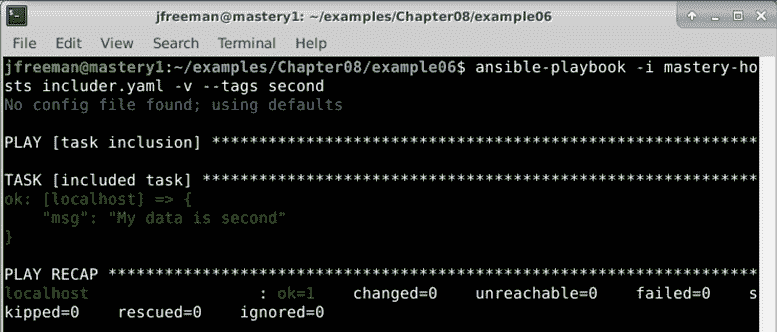 jfreeman@mastery1: ~/examples/Chapter08/example06
File Edit View Search Terminal Help
jfreeman@mastery1:~/examples/Chapter08/example06$ ansible-playbook -i mastery-ho
sts includer.yaml -v --tags second
No config file found; using defaults
PLAY [task inclusion] ***********************************************************
TASK [included task] ************************************************************
ok: [localhost] => {
    "msg": "My data is second"
}
PLAY RECAP **********************************************************************
localhost                  : ok=1    changed=0    unreachable=0    failed=0    s
kipped=0    rescued=0    ignored=0